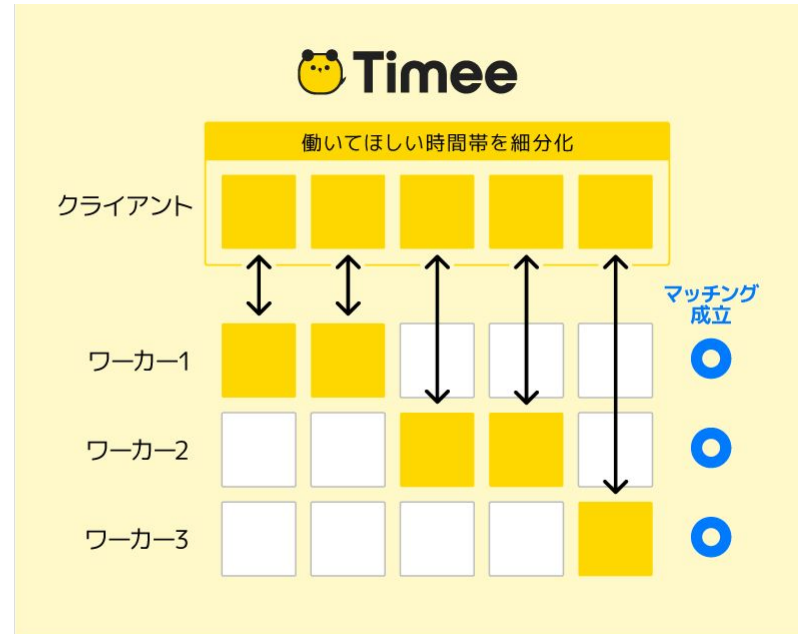 Timee
働いてほしい時間帯を細分化
クライアント
マッチング
成立
ワーカー1
ワーカー2
ワーカー3